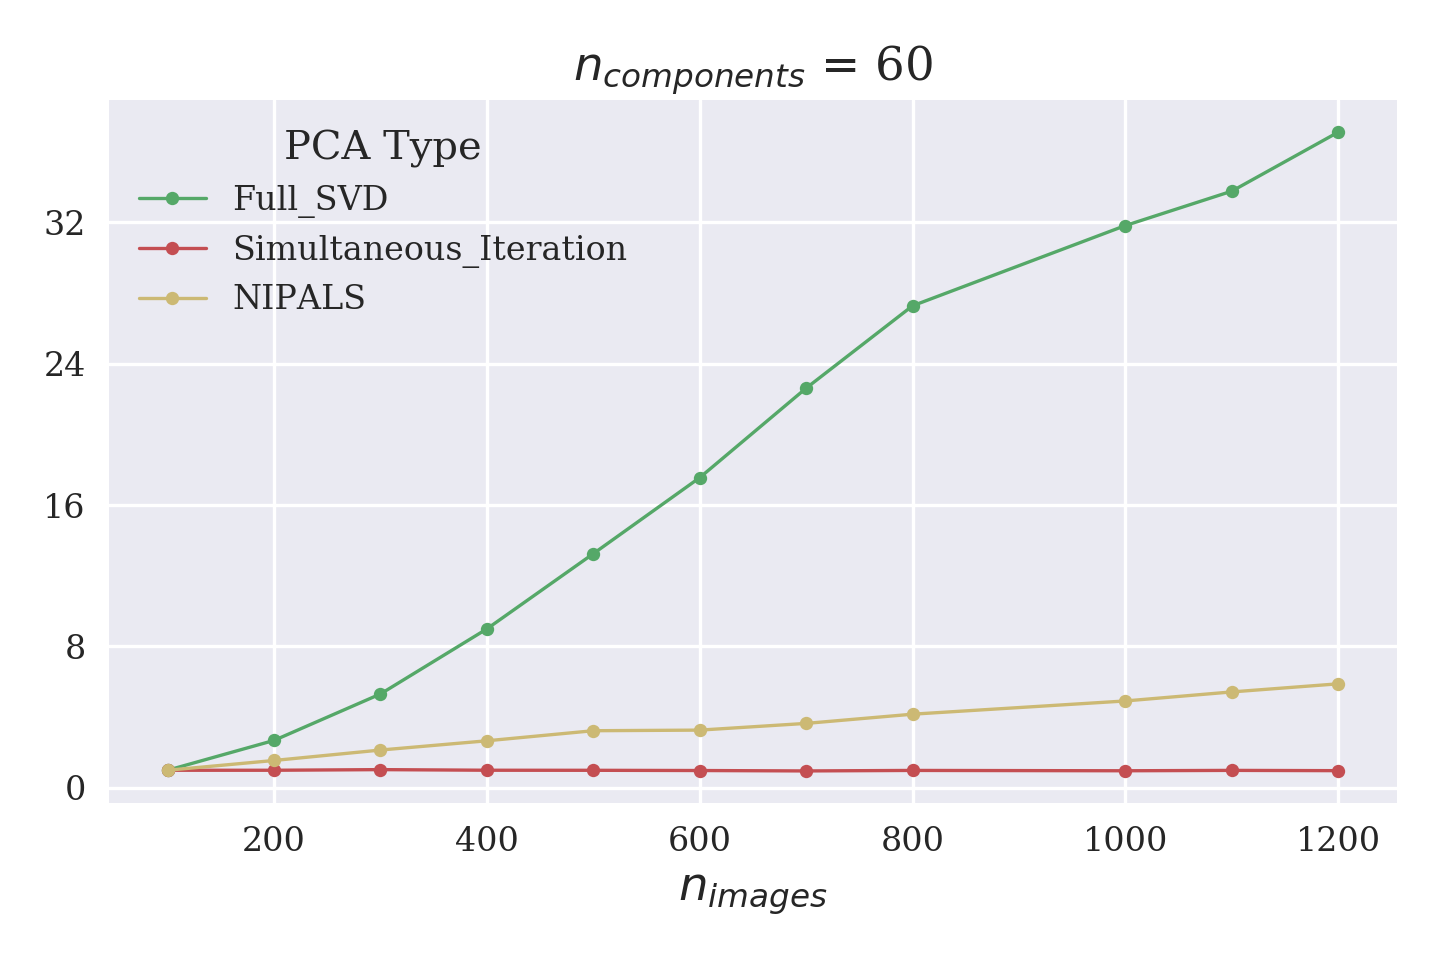 n_components = 60
PCA Type
Full_SVD
Simultaneous_Iteration
NIPALS
32
24
16
8
0
200 400 600 800 1000 1200
n_images